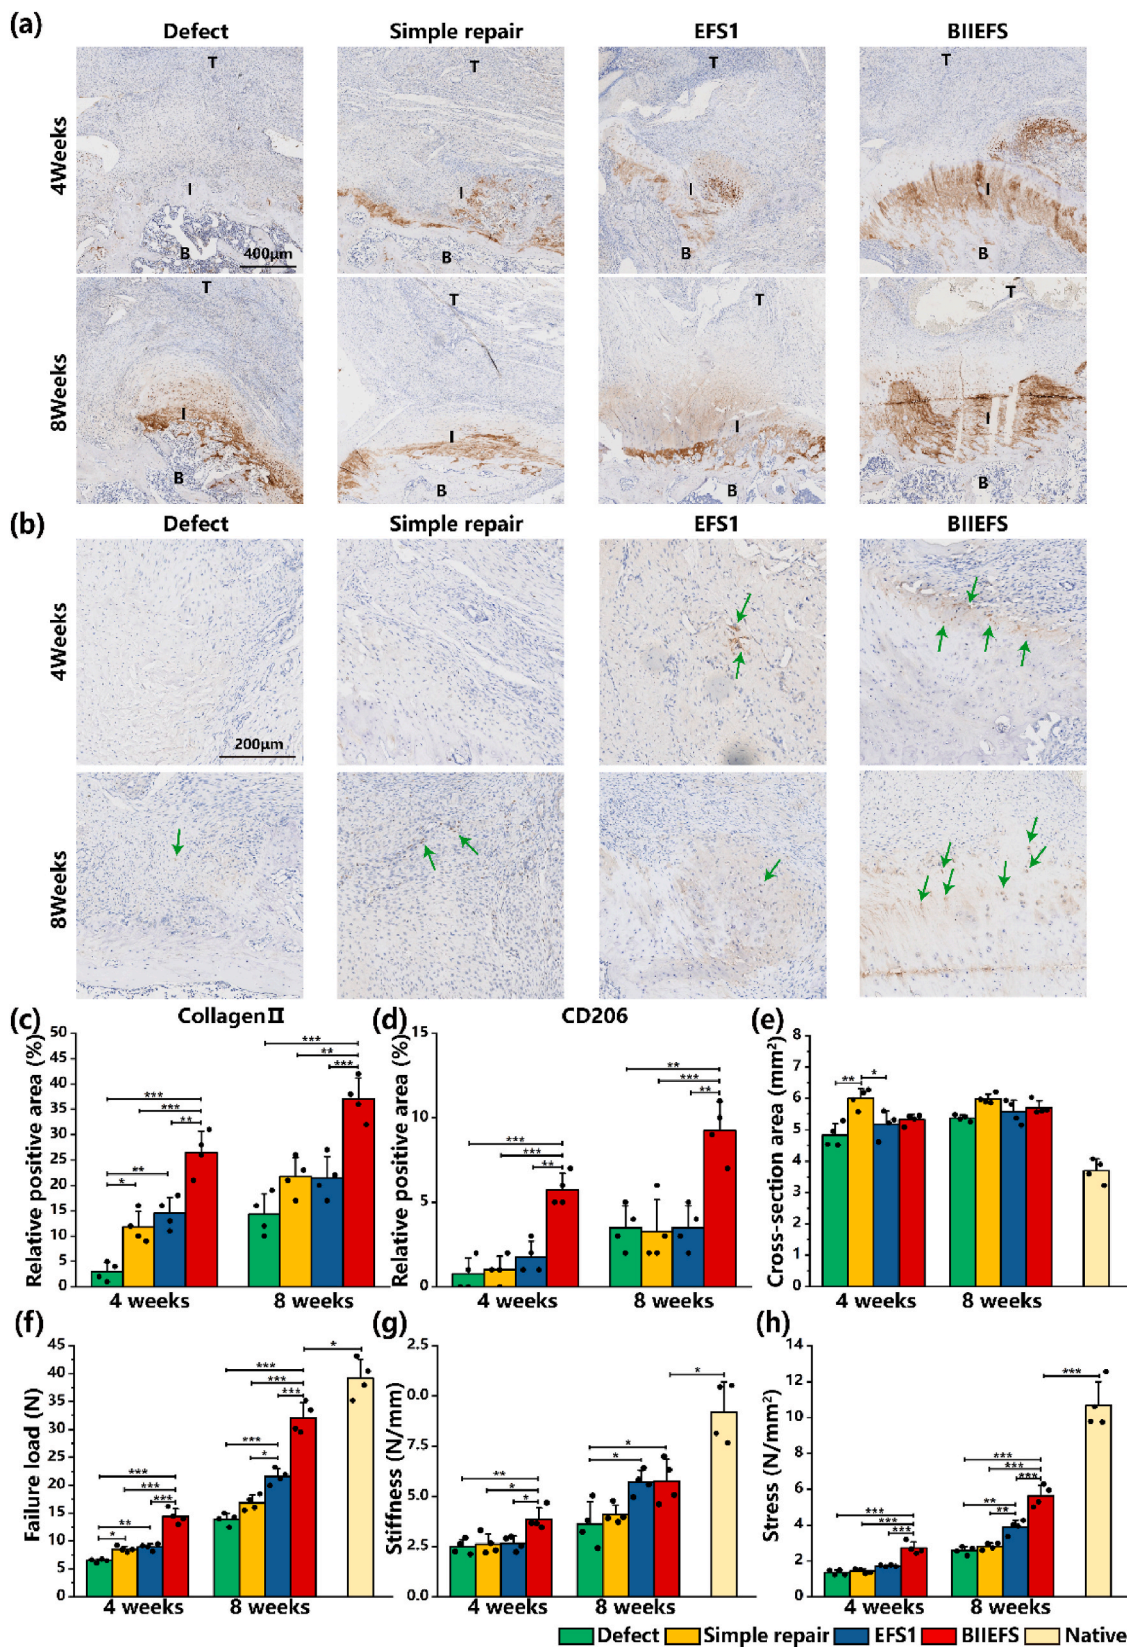 (a)
Defect Simple repair EFS1 BIIEFS
4Weeks
T T T T
I I I I
B B B B
400μm
8Weeks
T T T T
I I I I
B B B B
(b)
Defect Simple repair EFS1 BIIEFS
4Weeks
200μm
8Weeks
(c)
CollagenⅡ
Relative positive area (%)
50
45
40
35
30
25
20
15
10
5
0
*** *** ** ** *
*** ** ***
4 weeks 8 weeks
(d)
CD206
Relative positive area (%)
15
10
5
0
*** *** **
** *** **
4 weeks 8 weeks
(e)
Cross-section area (mm²)
8
7
6
5
4
3
2
1
0
** *
4 weeks 8 weeks
(f)
Failure load (N)
45
40
35
30
25
20
15
10
5
0
*** *** *** ** *
*** *** *** *** *
*
4 weeks 8 weeks
(g)
Stiffness (N/mm)
0.0
7.5
5.0
2.5
0.0
** * *
* *
*
4 weeks 8 weeks
(h)
Stress (N/mm²)
14
12
10
8
6
4
2
0
*** *** ***
*** *** *** ** **
***
4 weeks 8 weeks
Defect Simple repair EFS1 BIIEFS Native